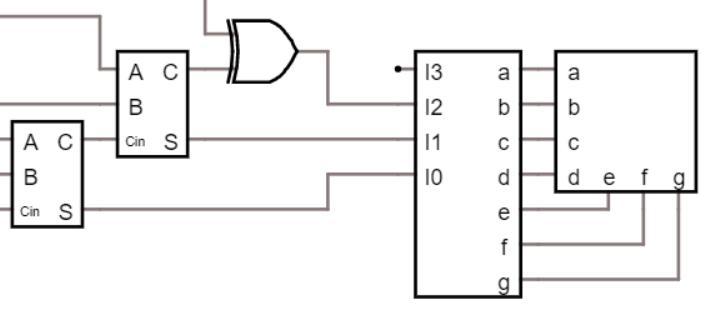 A C
B
Cin S
A C
B
Cin S
I3 a
I2 b
I1 c
I0 d
e
f
g
a
b
c
d e f g